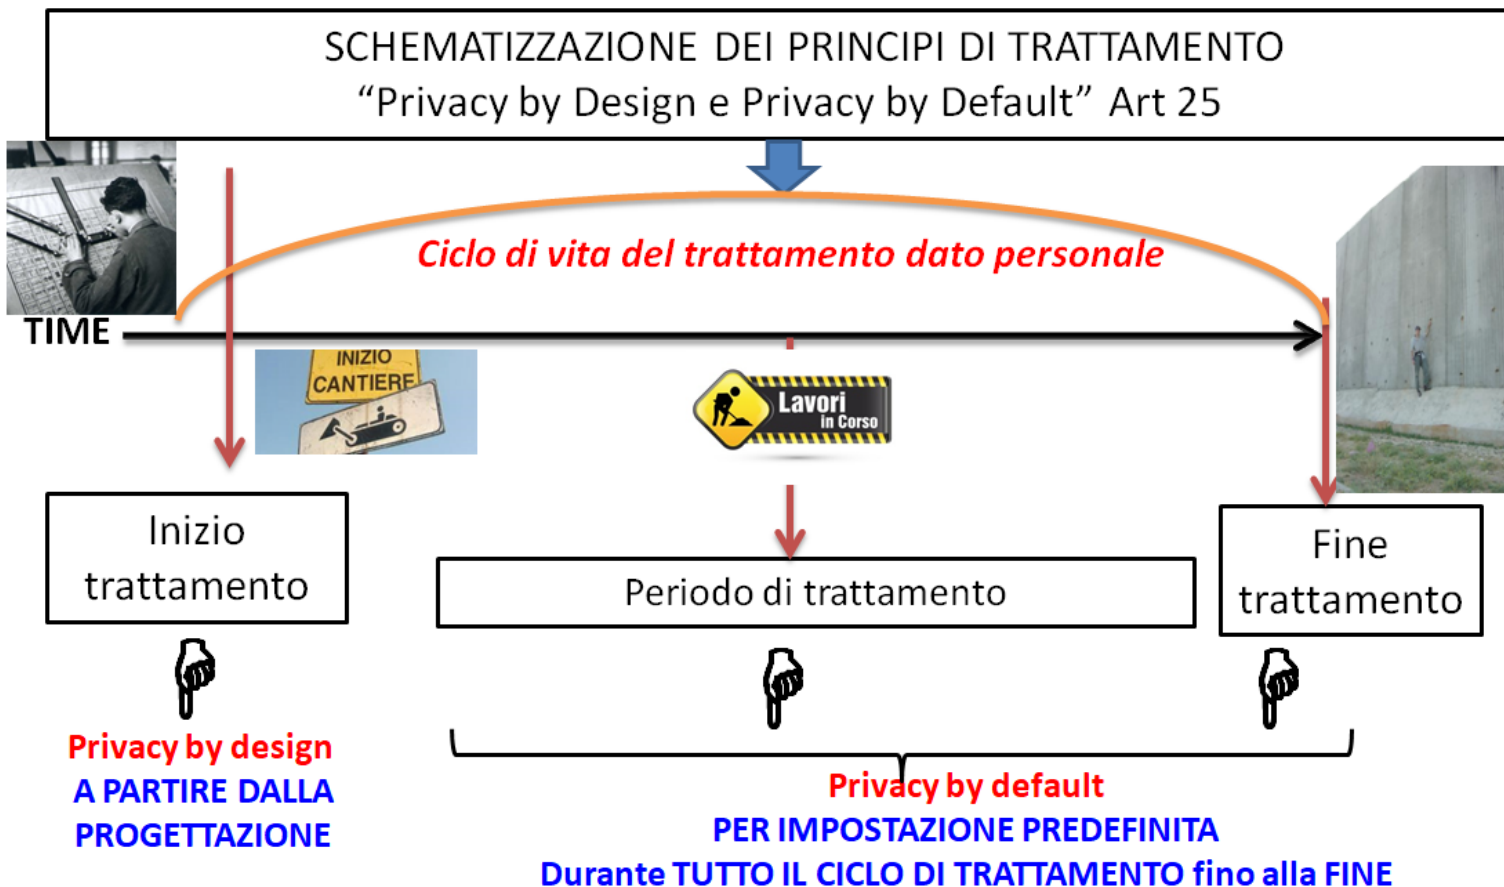 SCHEMATIZZAZIONE DEI PRINCIPI DI TRATTAMENTO
“Privacy by Design e Privacy by Default” Art 25
Ciclo di vita del trattamento dato personale
TIME
INIZIO
CANTIERE
Lavori
in Corso
Inizio
trattamento
Periodo di trattamento
Fine
trattamento
Privacy by design
A PARTIRE DALLA
PROGETTAZIONE
Privacy by default
PER IMPOSTAZIONE PREDEFINITA
Durante TUTTO IL CICLO DI TRATTAMENTO fino alla FINE